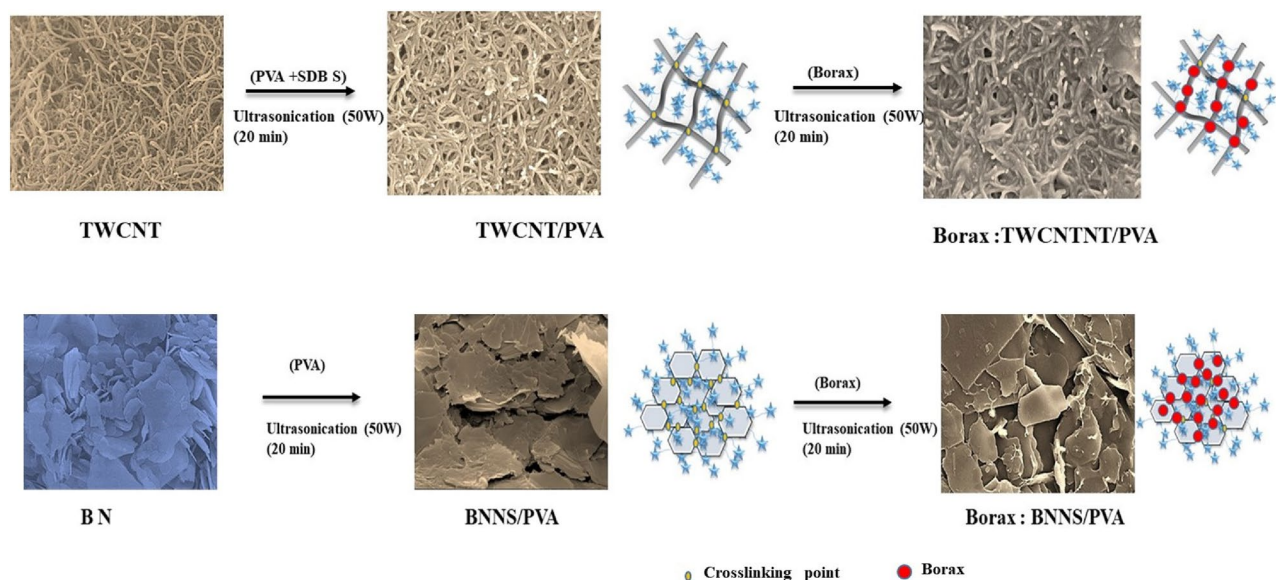 (PVA +SDB S)
Ultrasonication (50W)
(20 min)
(Borax)
Ultrasonication (50W)
(20 min)
TWCNT
TWCNT/PVA
Borax :TWCNTNT/PVA
(PVA)
Ultrasonication (50W)
(20 min)
(Borax)
Ultrasonication (50W)
(20 min)
B N
BNNS/PVA
Borax : BNNS/PVA
Crosslinking point
Borax